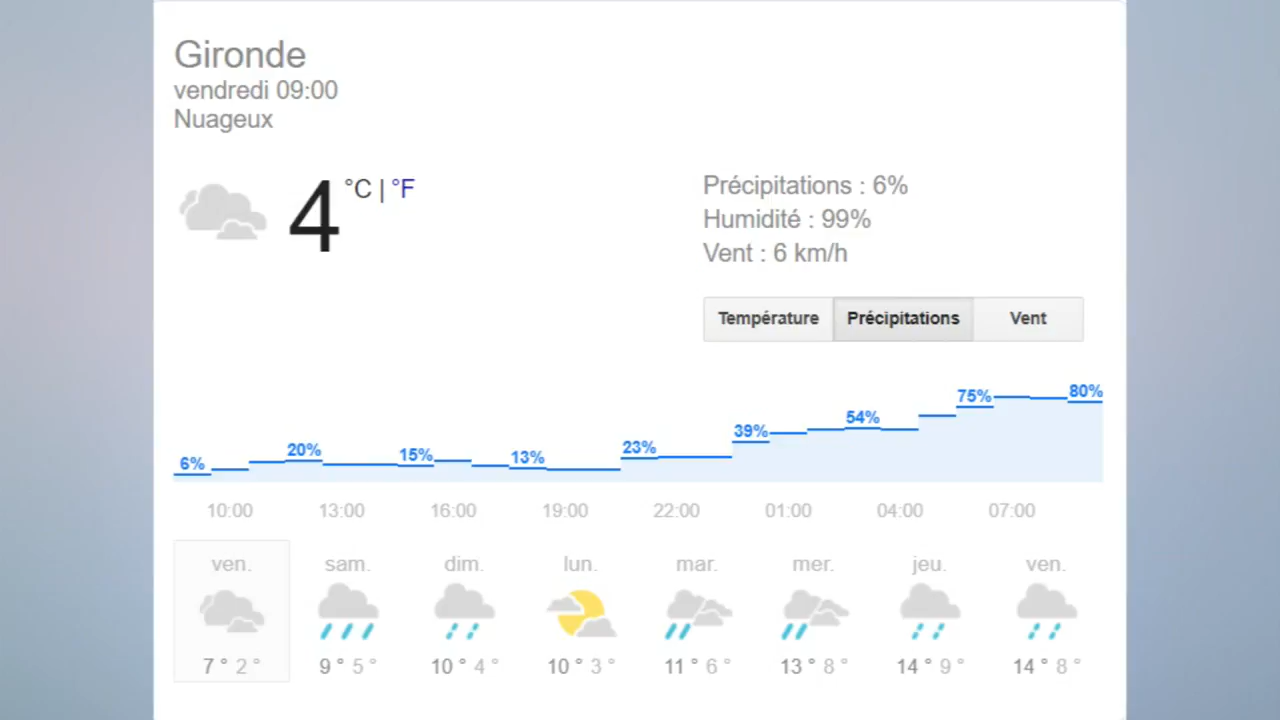 Gironde
vendredi 09:00
Nuageux
4 °C | °F
Précipitations : 6%
Humidité : 99%
Vent : 6 km/h
Température Précipitations Vent
6% 20% 15% 13% 23% 39% 54% 75% 80%
10:00 13:00 16:00 19:00 22:00 01:00 04:00 07:00
ven. sam. dim. lun. mar. mer. jeu. ven.
7 ° 2 ° 9 ° 5 ° 10 ° 4 ° 10 ° 3 ° 11 ° 6 ° 13 ° 8 ° 14 ° 9 ° 14 ° 8 °